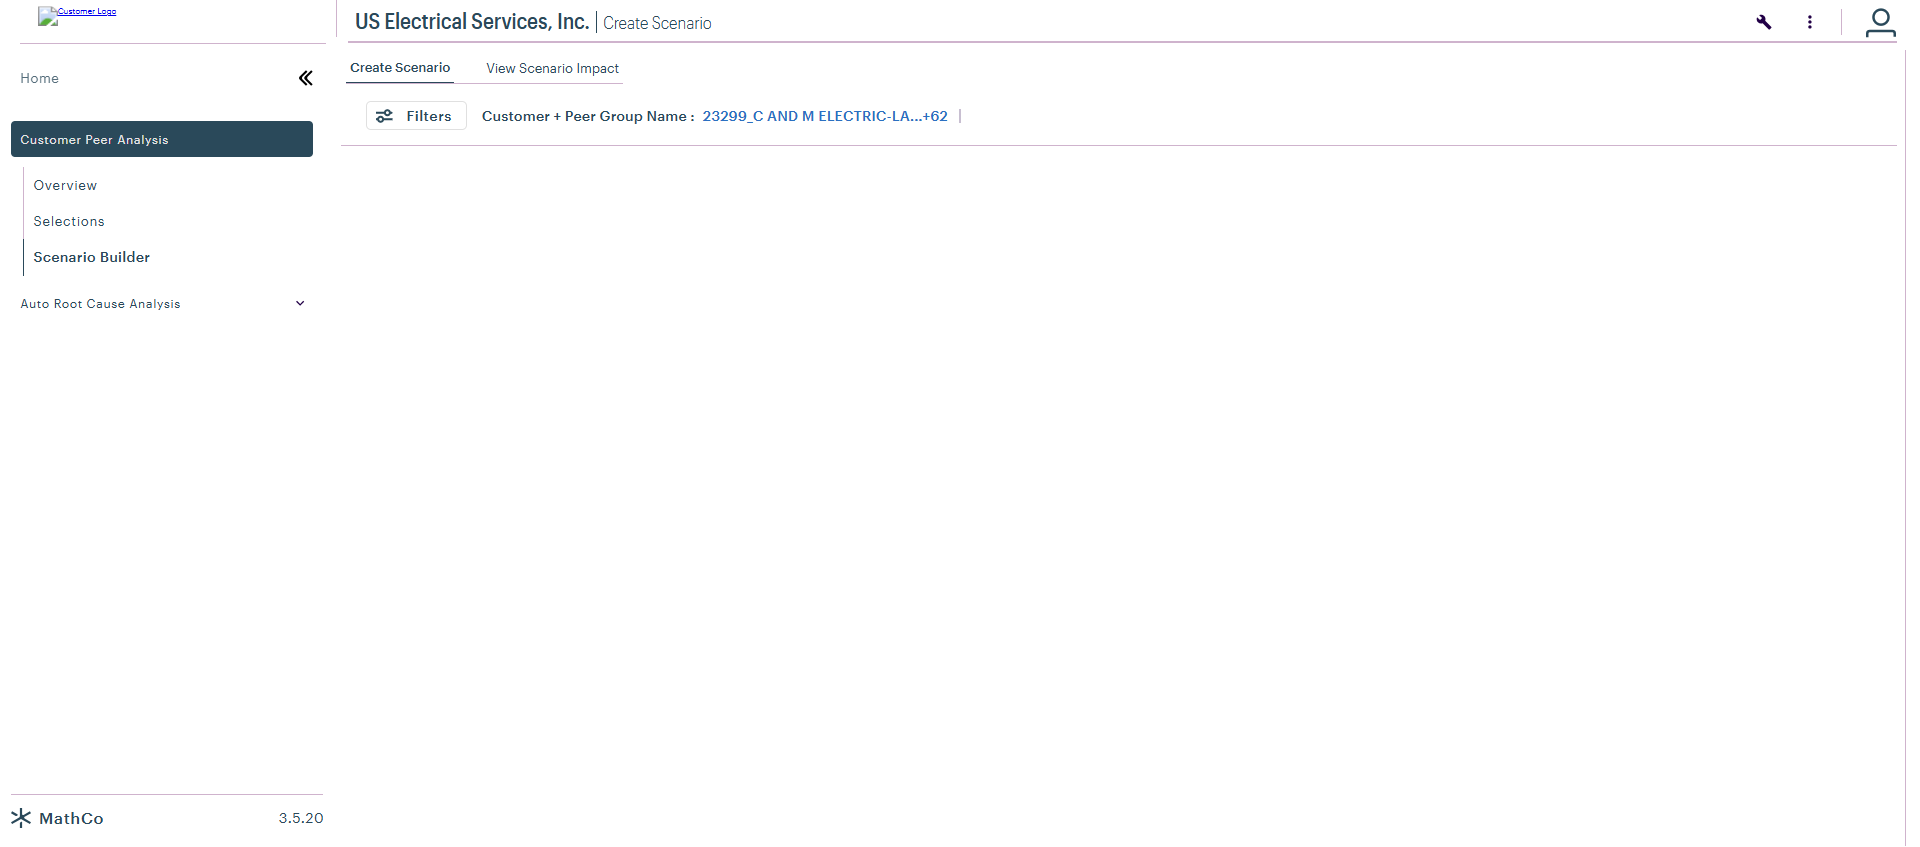 Customer Logo
US Electrical Services, Inc. Create Scenario
Home
Create Scenario
View Scenario Impact
Filters
Customer + Peer Group Name : 23299_C AND M ELECTRIC-LA...+62
Customer Peer Analysis
Overview
Selections
Scenario Builder
Auto Root Cause Analysis
MathCo
3.5.20